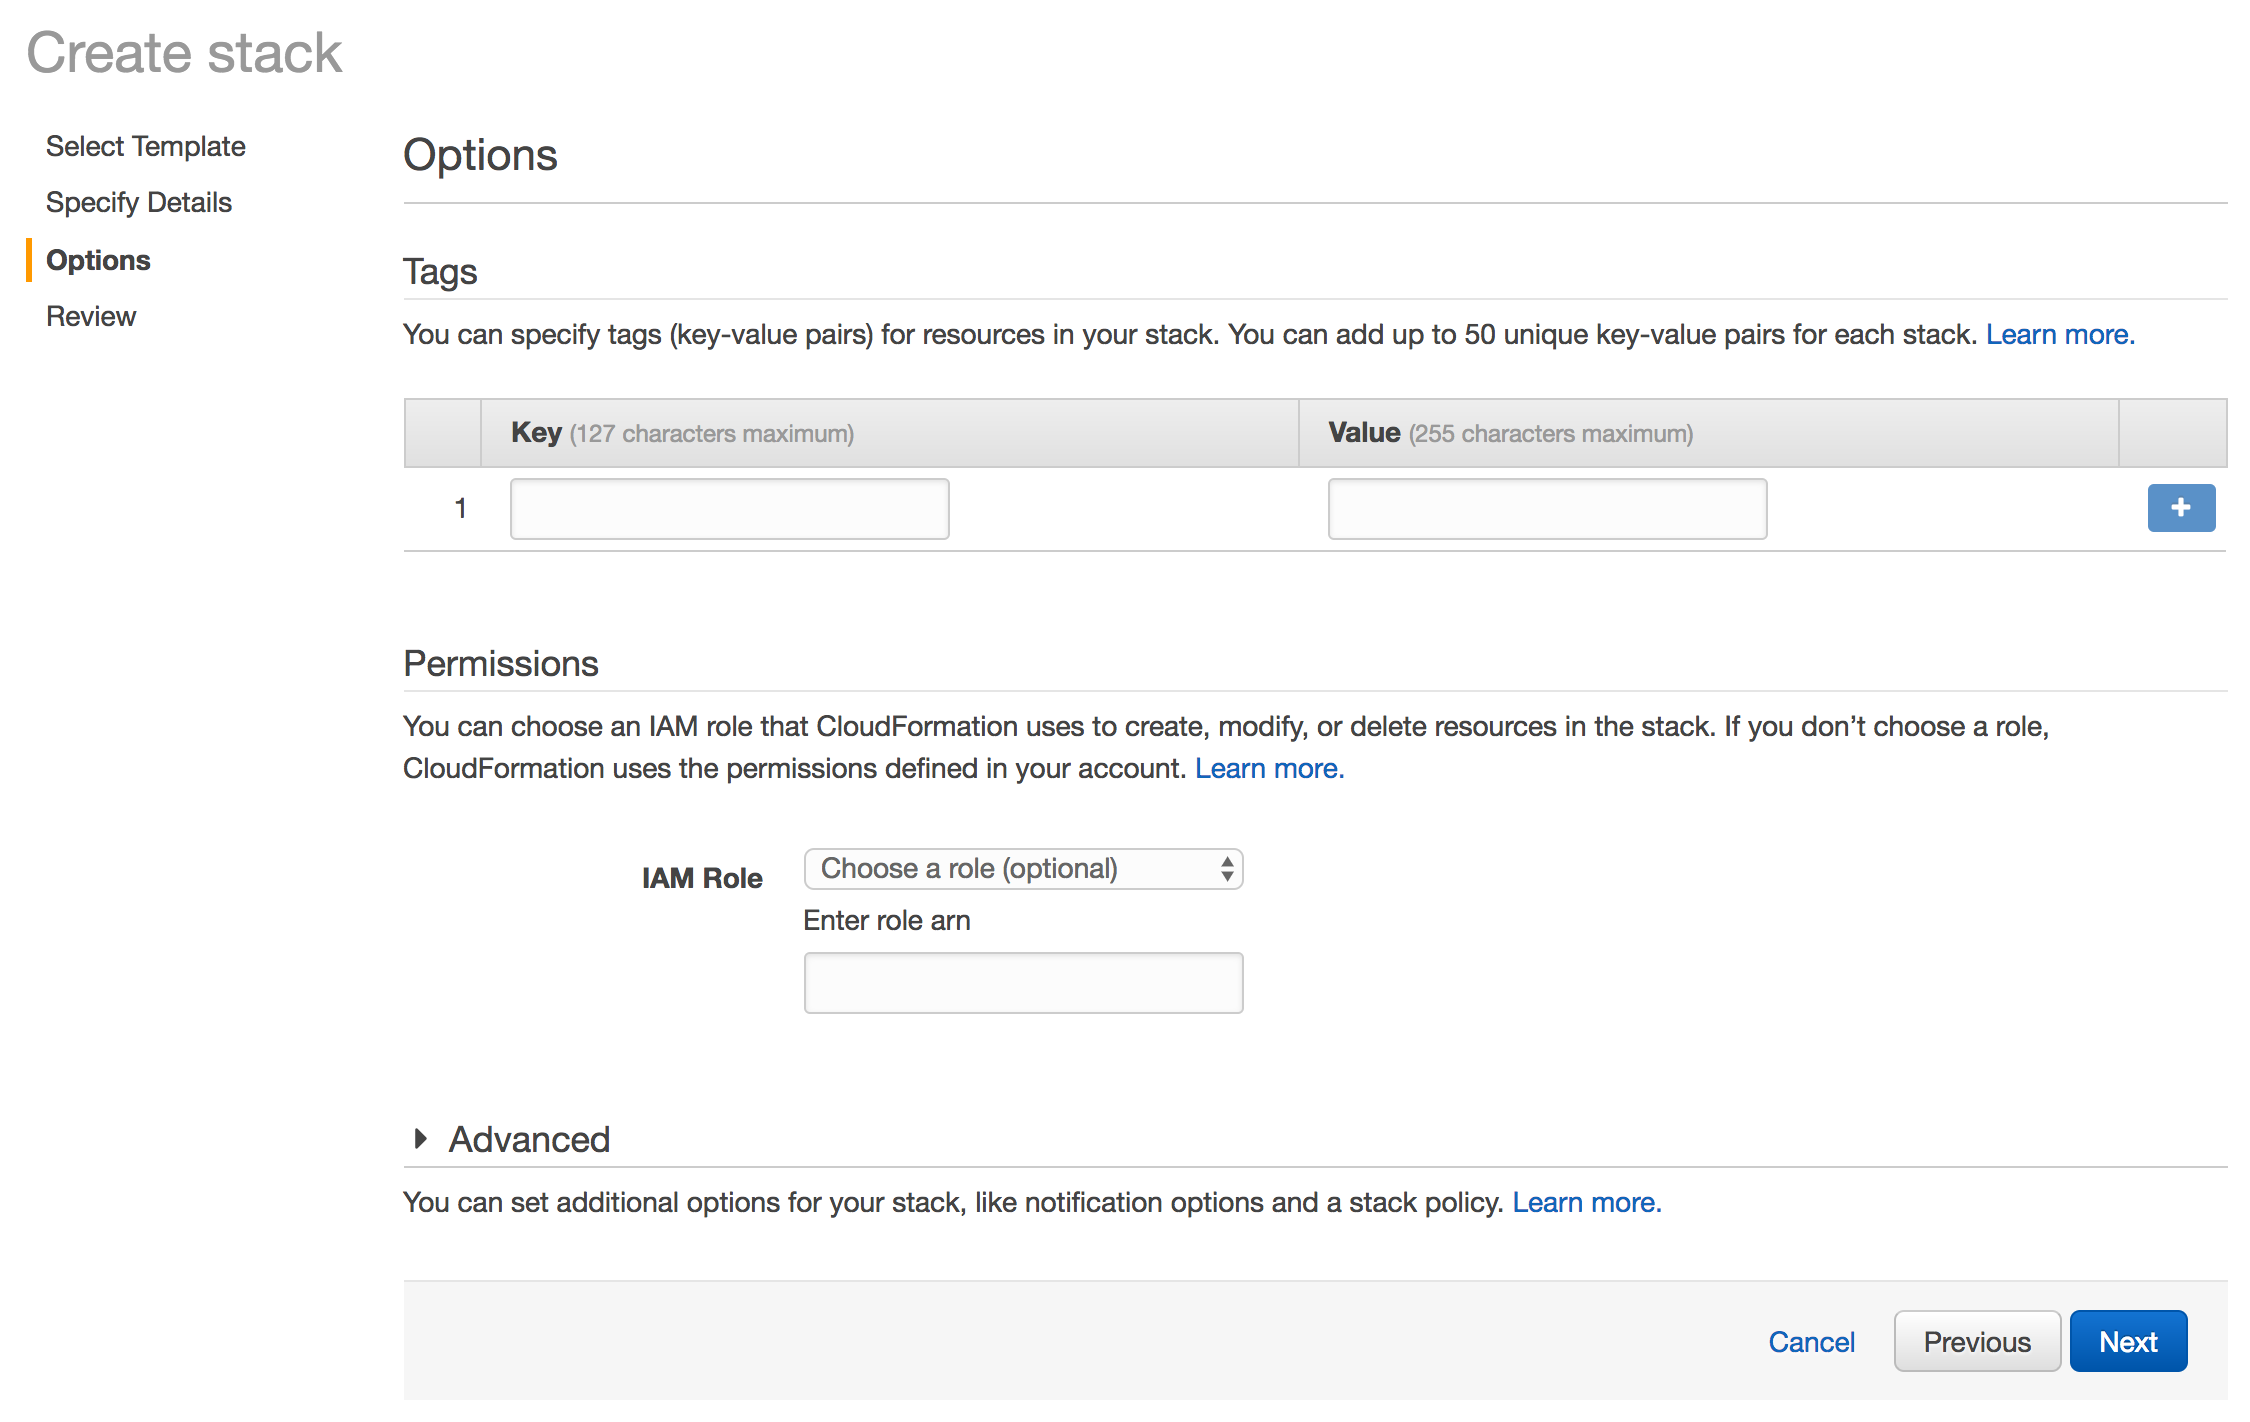 Create stack
Select Template
Specify Details
Options
Review
Options
Tags
You can specify tags (key-value pairs) for resources in your stack. You can add up to 50 unique key-value pairs for each stack. Learn more.
Key (127 characters maximum) Value (255 characters maximum)
1
Permissions
You can choose an IAM role that CloudFormation uses to create, modify, or delete resources in the stack. If you don’t choose a role,
CloudFormation uses the permissions defined in your account. Learn more.
IAM Role Choose a role (optional)
Enter role arn
Advanced
You can set additional options for your stack, like notification options and a stack policy. Learn more.
Cancel Previous Next